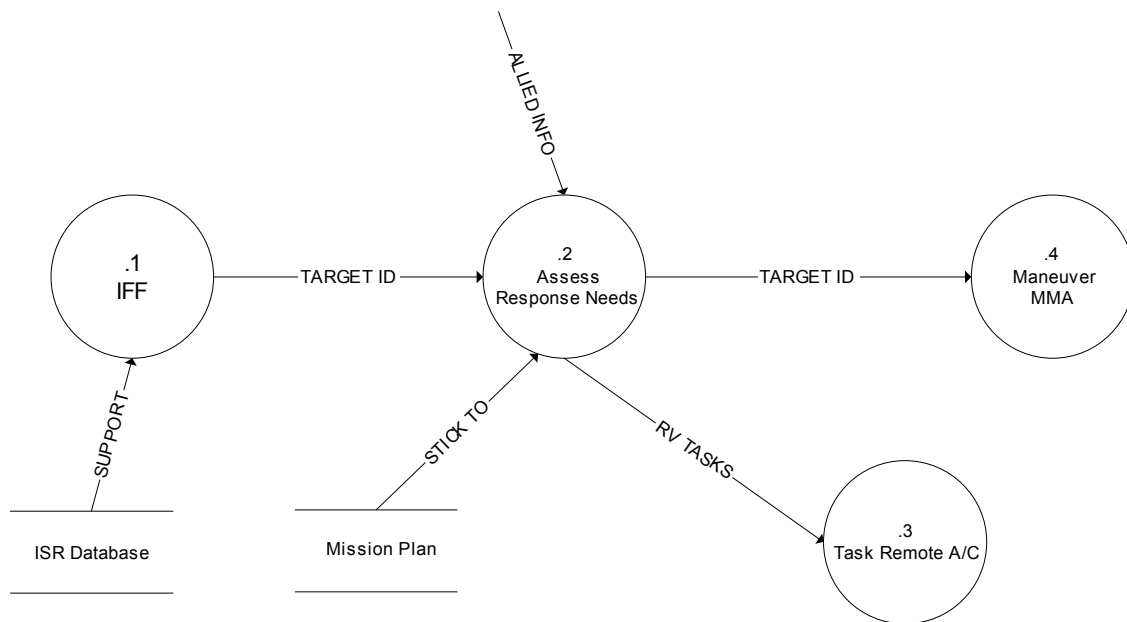 ALLIED INFO
.1
IFF
TARGET ID
.2
Assess
Response Needs
TARGET ID
.4
Maneuver
MMA
SUPPORT
STICK TO
RV TASKS
ISR Database
Mission Plan
.3
Task Remote A/C